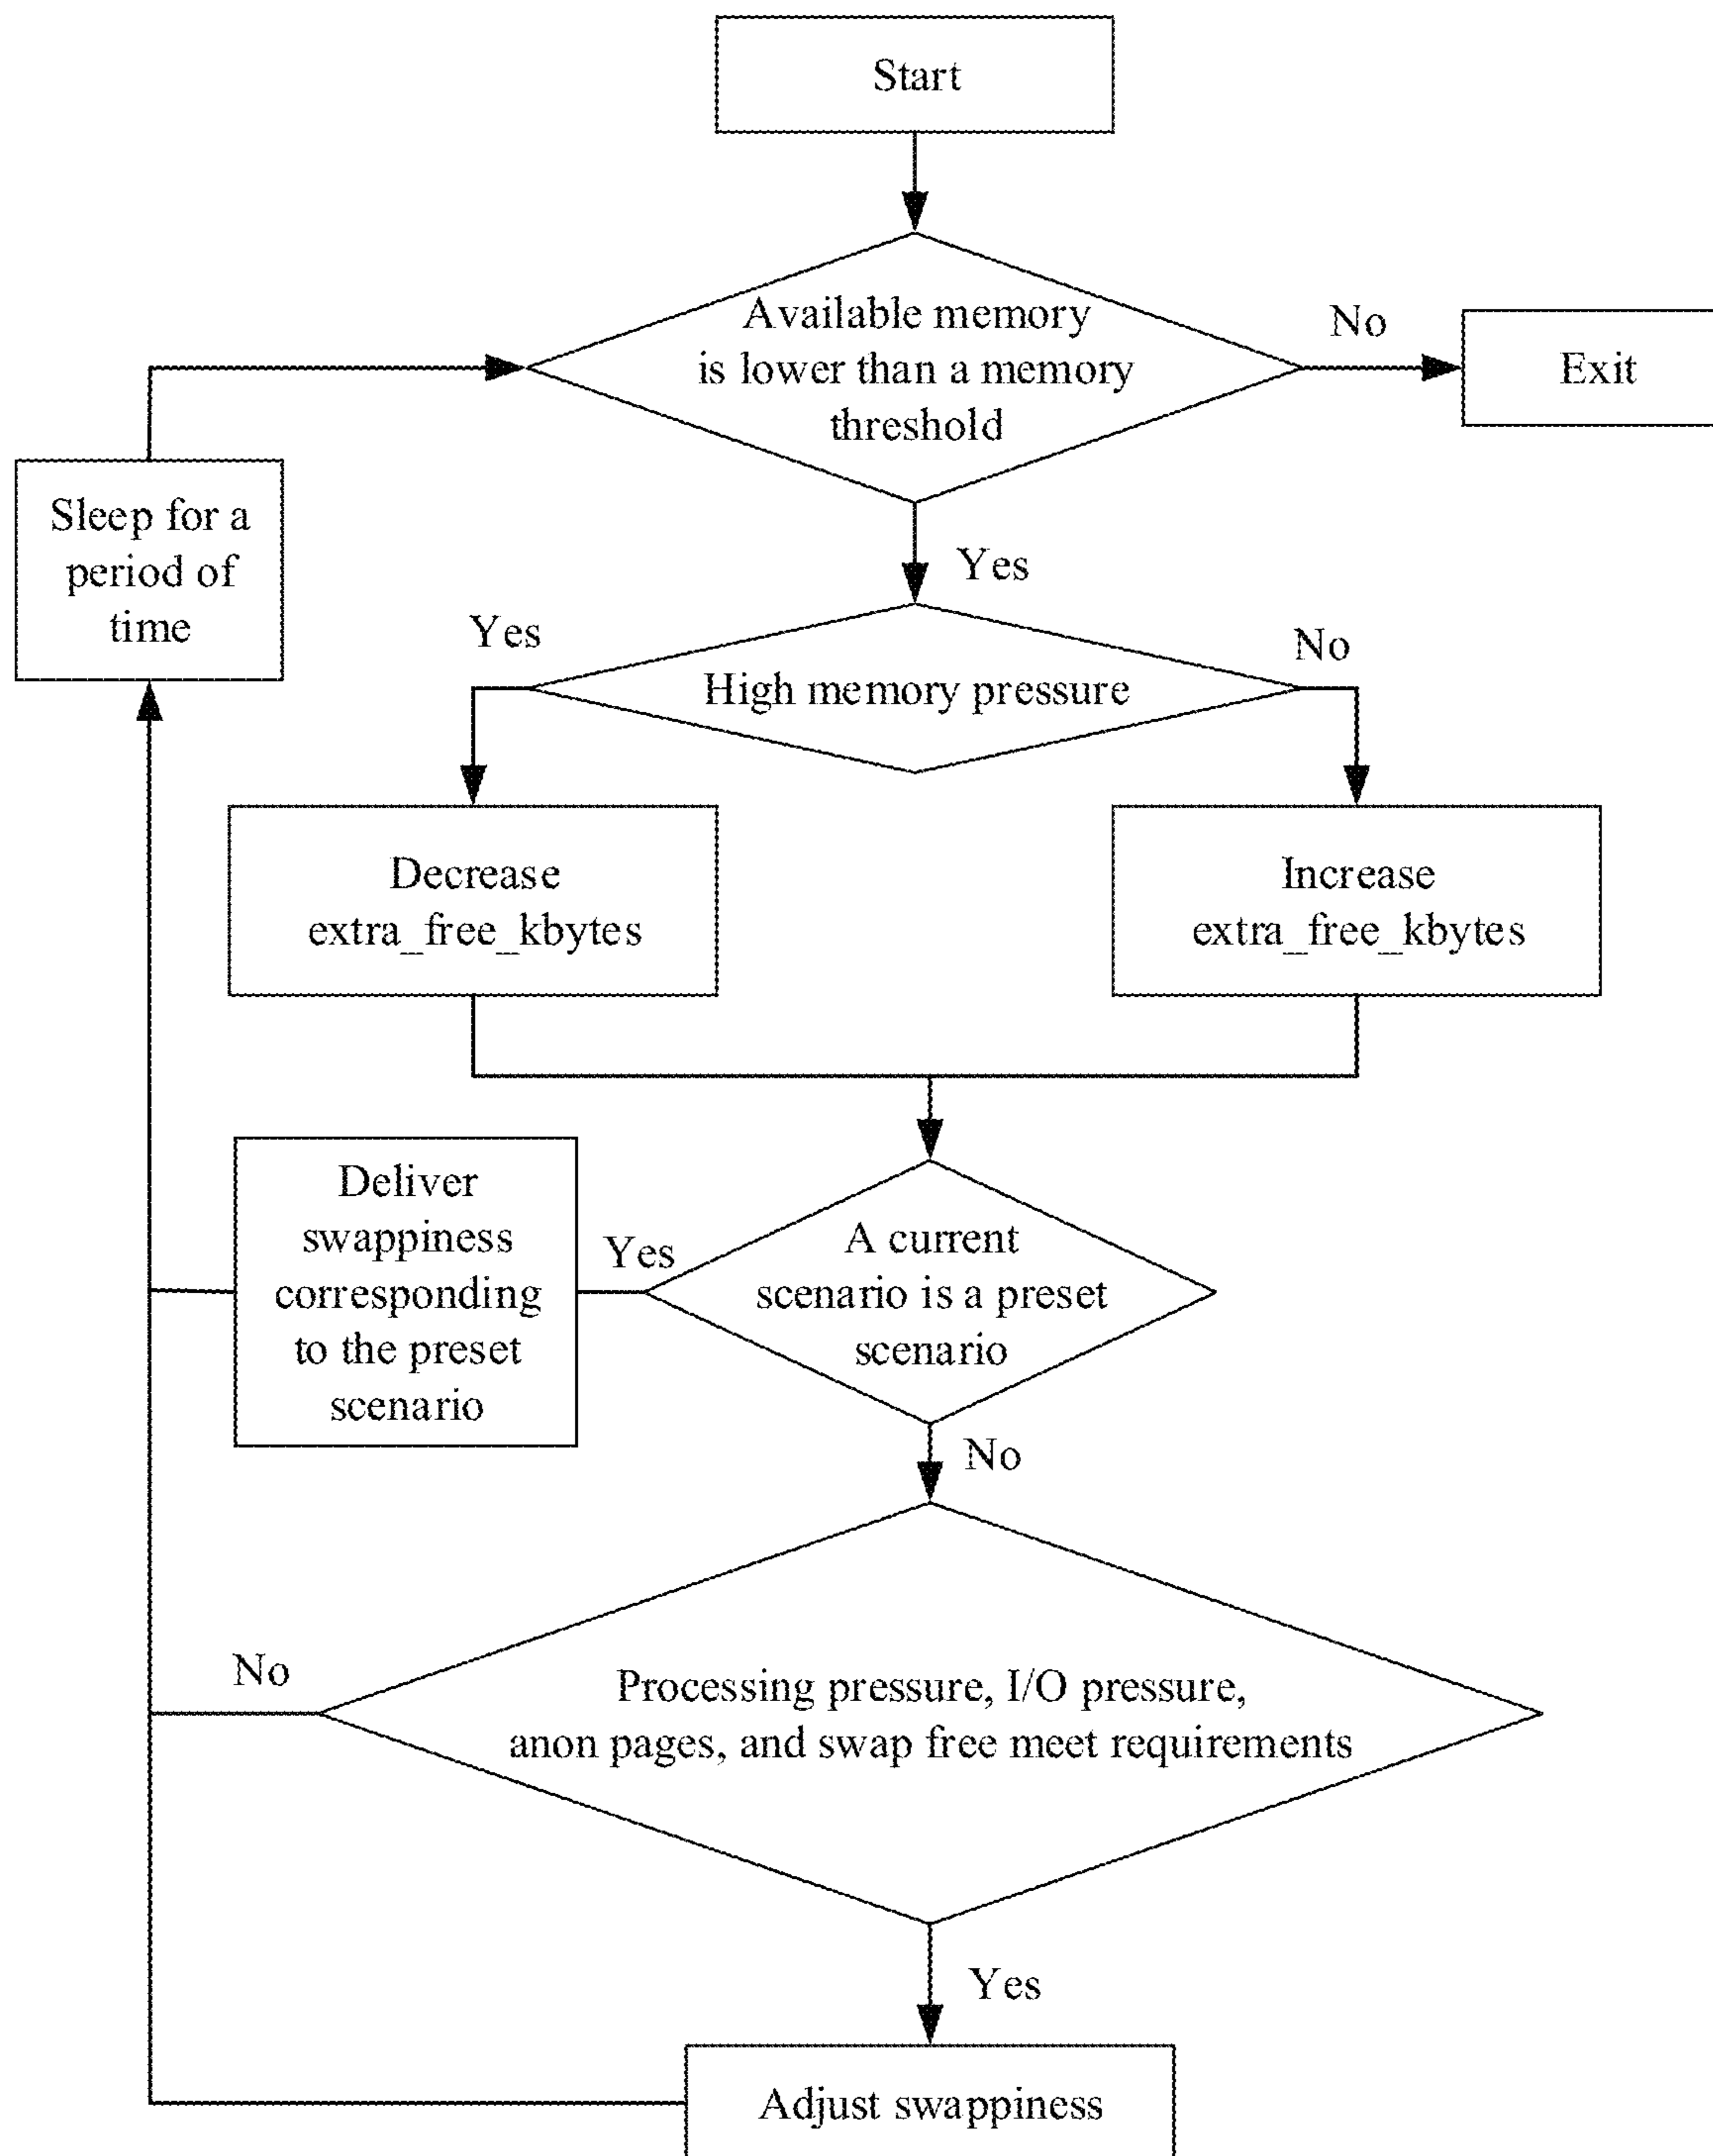 Start
Available memory
is lower than a memory
threshold
No
Exit
Sleep for a
period of
time
Yes
Yes
No
High memory pressure
Decrease
extra_free_kbytes
Increase
extra_free_kbytes
Deliver
swappiness
corresponding
to the preset
scenario
Yes
A current
scenario is a preset
scenario
No
No
Processing pressure, I/O pressure,
anon pages, and swap free meet requirements
Yes
Adjust swappiness